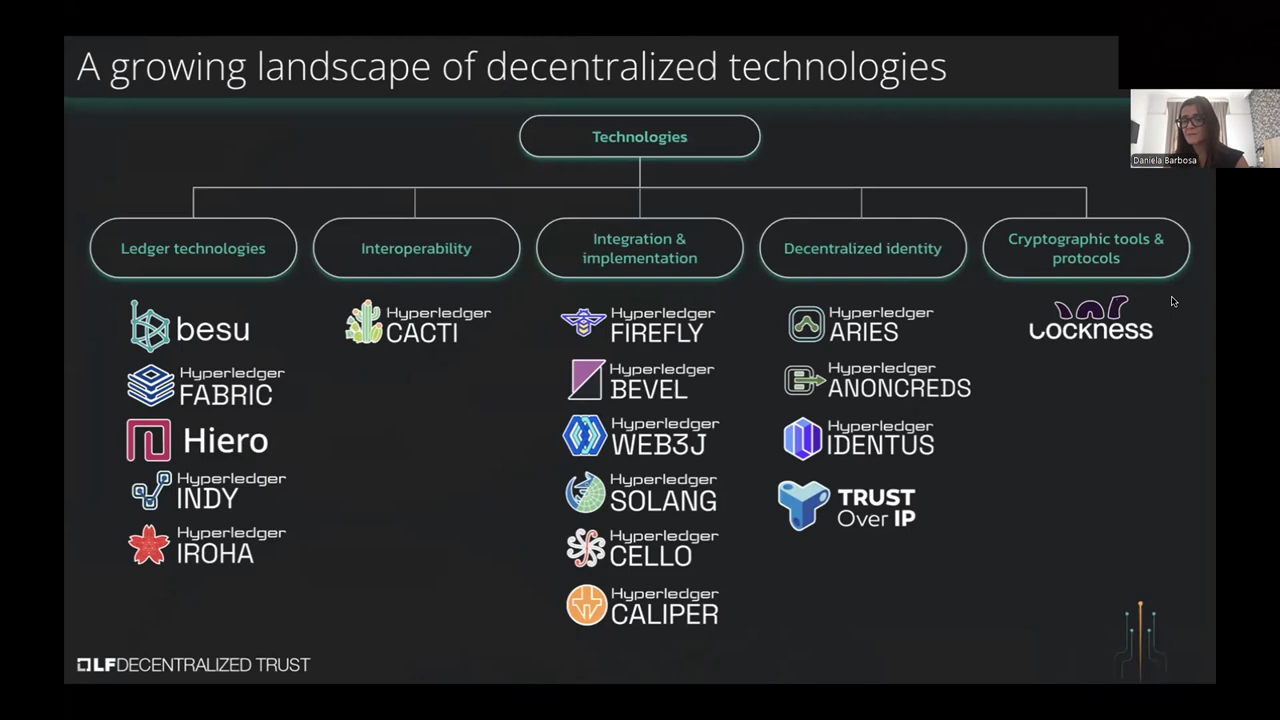 A growing landscape of decentralized technologies
Daniela Barbosa
Technologies
Ledger technologies
Interoperability
Integration &
implementation
Decentralized identity
Cryptographic tools &
protocols
besu
Hyperledger
FABRIC
Hiero
Hyperledger
INDY
Hyperledger
IROHA
Hyperledger
CACTI
Hyperledger
FIREFLY
Hyperledger
BEVEL
Hyperledger
WEB3J
Hyperledger
SOLANG
Hyperledger
CELLO
Hyperledger
CALIPER
Hyperledger
ARIES
Hyperledger
ANONCREDS
Hyperledger
IDENTUS
TRUST
Over IP
LOCKNESS
LFDECENTRALIZED TRUST